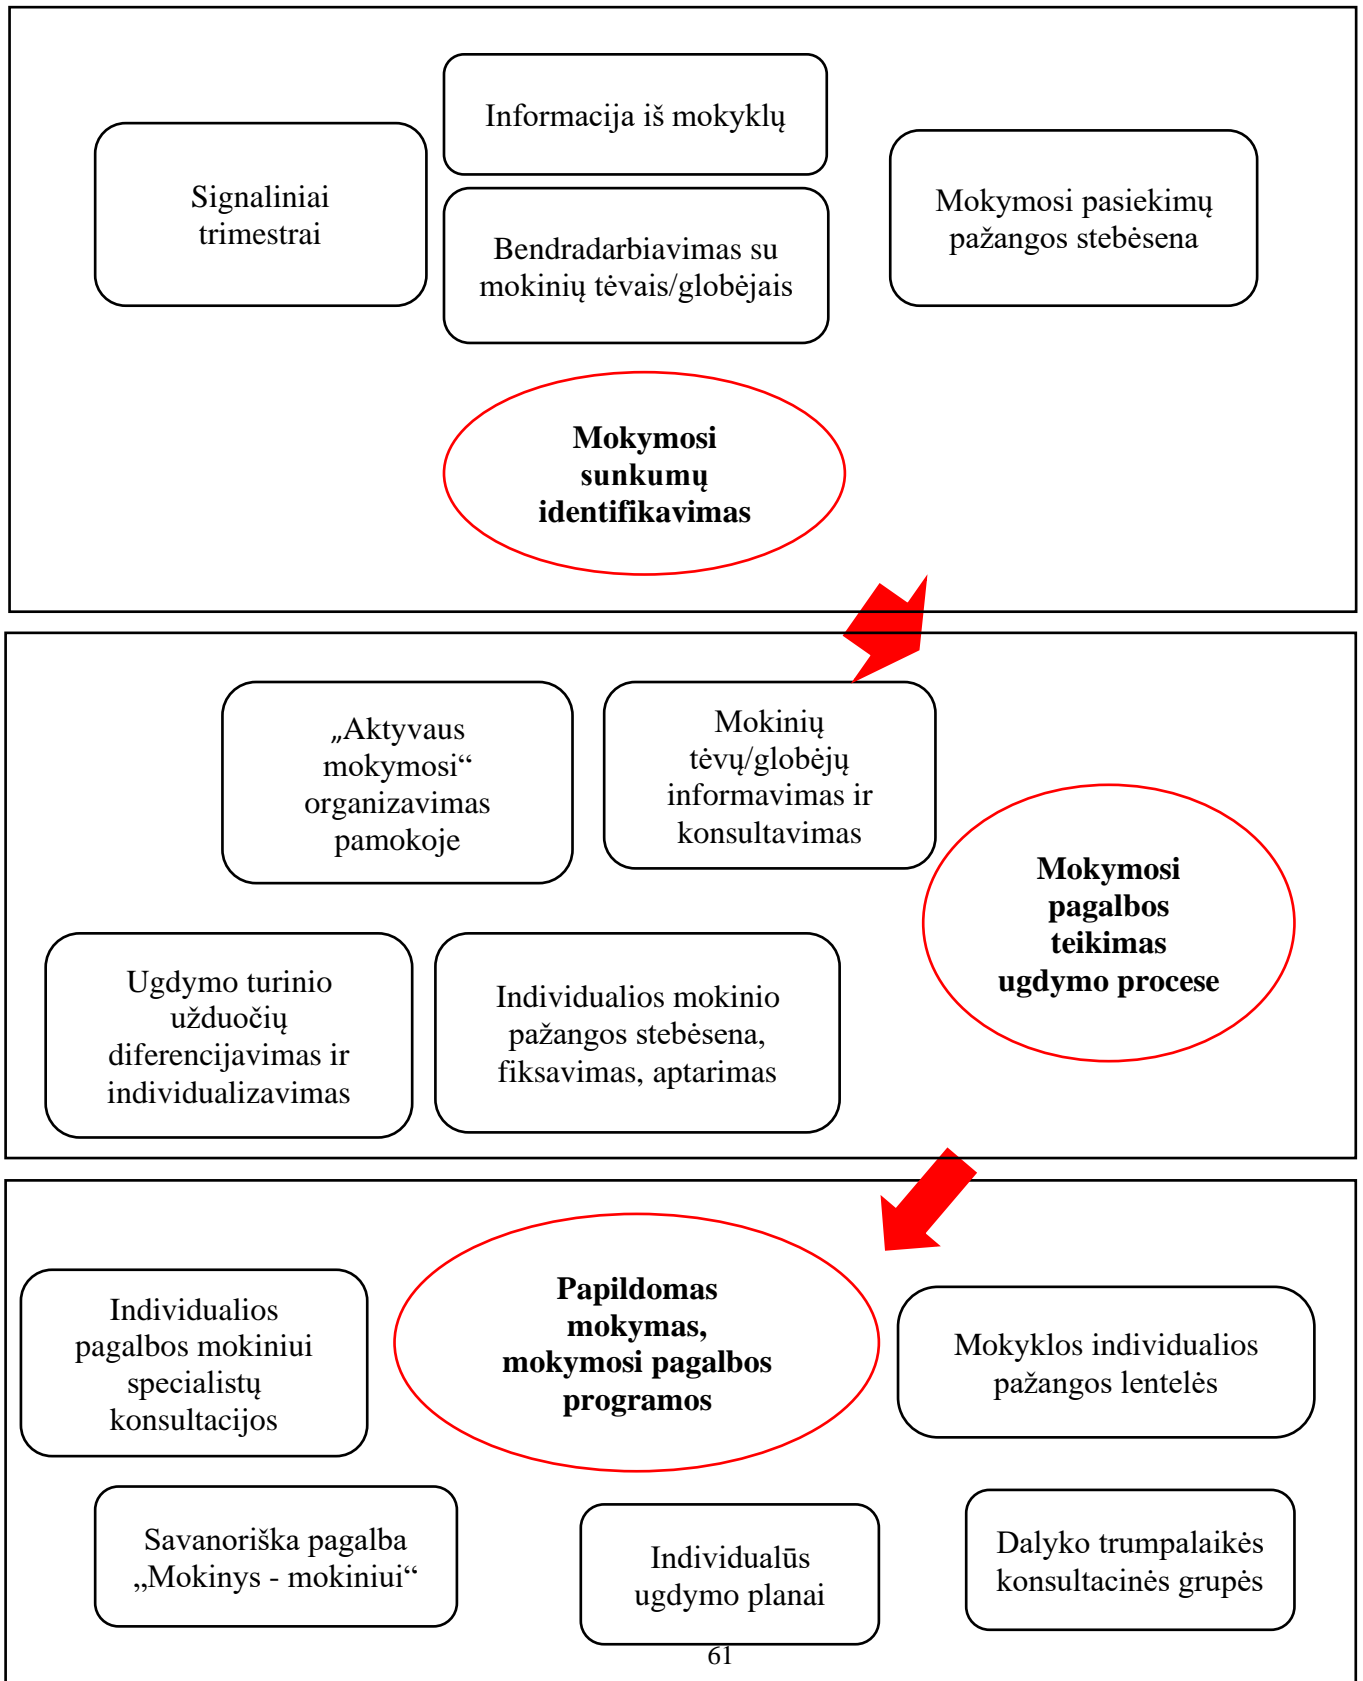 Informacija iš mokyklų
Signaliniai
trimestrai
Bendradarbiavimas su
mokinių tėvais/globėjais
Mokymosi pasiekimų
pažangos stebėsena
Mokymosi
sunkumų
identifikavimas
„Aktyvaus
mokymosi“
organizavimas
pamokoje
Mokinių
tėvų/globėjų
informavimas ir
konsultavimas
Mokymosi
pagalbos
teikimas
ugdymo procese
Ugdymo turinio
užduočių
diferencijavimas ir
individualizavimas
Individualios mokinio
pažangos stebėsena,
fiksavimas, aptarimas
Individualios
pagalbos mokiniui
specialistų
konsultacijos
Papildomas
mokymas,
mokymosi pagalbos
programos
Mokyklos individualios
pažangos lentelės
Savanoriška pagalba
„Mokinys - mokiniui“
Individualūs
ugdymo planai
Dalyko trumpalaikės
konsultacinės grupės
61